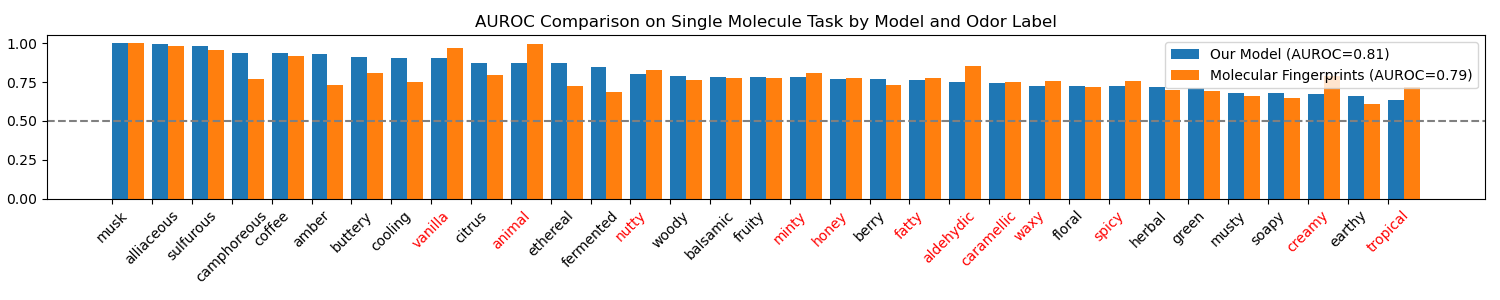 AUROC Comparison on Single Molecule Task by Model and Odor Label
1.00
0.75
0.50
0.25
0.00
Our Model (AUROC=0.81)
Molecular Fingerprints (AUROC=0.79)
musk
alliaceous
sulfurous
camphoreous
coffee
amber
buttery
cooling
vanilla
citrus
animal
ethereal
fermented
nutty
woody
balsamic
fruity
minty
honey
berry
fatty
aldehydic
caramellic
waxy
floral
spicy
herbal
green
musty
soapy
creamy
earthy
tropical